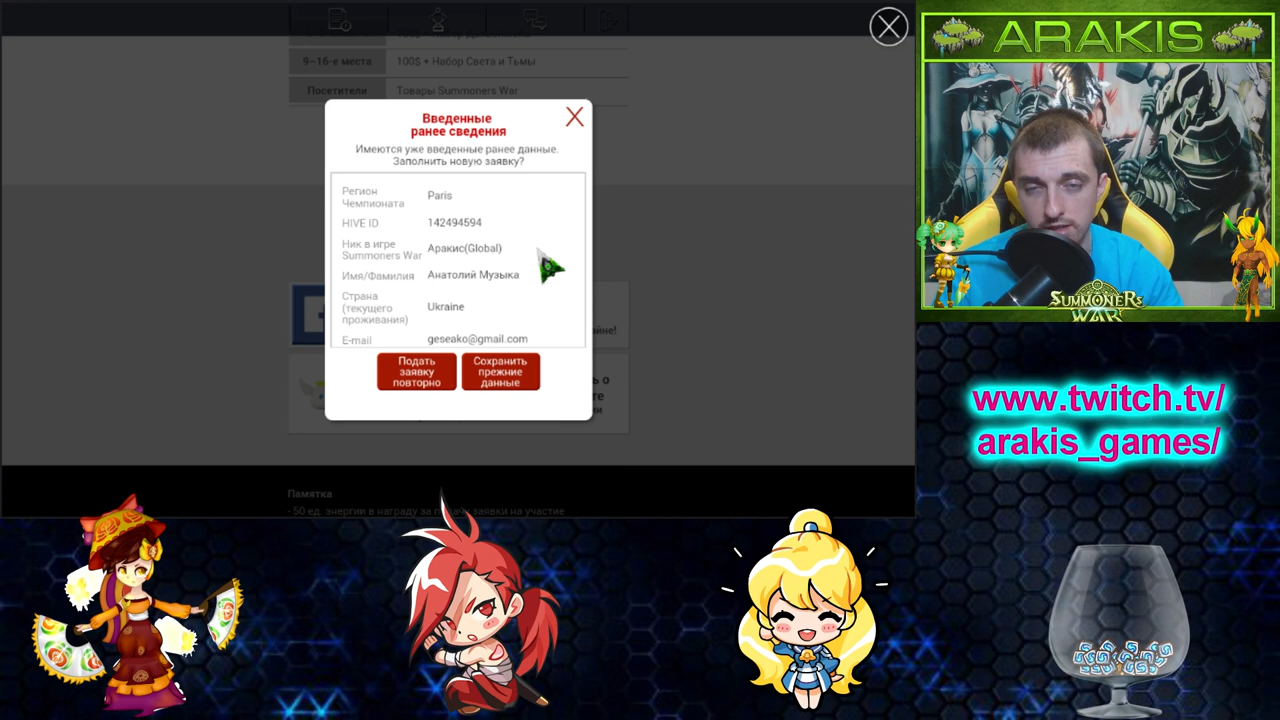 9–16-е места
100$ + Набор Света и Тьмы
Посетители
Товары Summoners War
Введенные
ранее сведения
Имеются уже введенные ранее данные.
Заполнить новую заявку?
Регион
Чемпионата
Paris
HIVE ID
142494594
Ник в игре
Summoners War
Аракис(Global)
Имя/Фамилия
Анатолий Музыка
Страна
(текущего
проживания)
Ukraine
E-mail
geseako@gmail.com
Подать
заявку
повторно
Сохранить
прежние
данные
Памятка
- 50 ед. энергии в награду за подачу заявки на участие
ARAKIS
SUMMONERS
WAR
www.twitch.tv/
arakis_games/